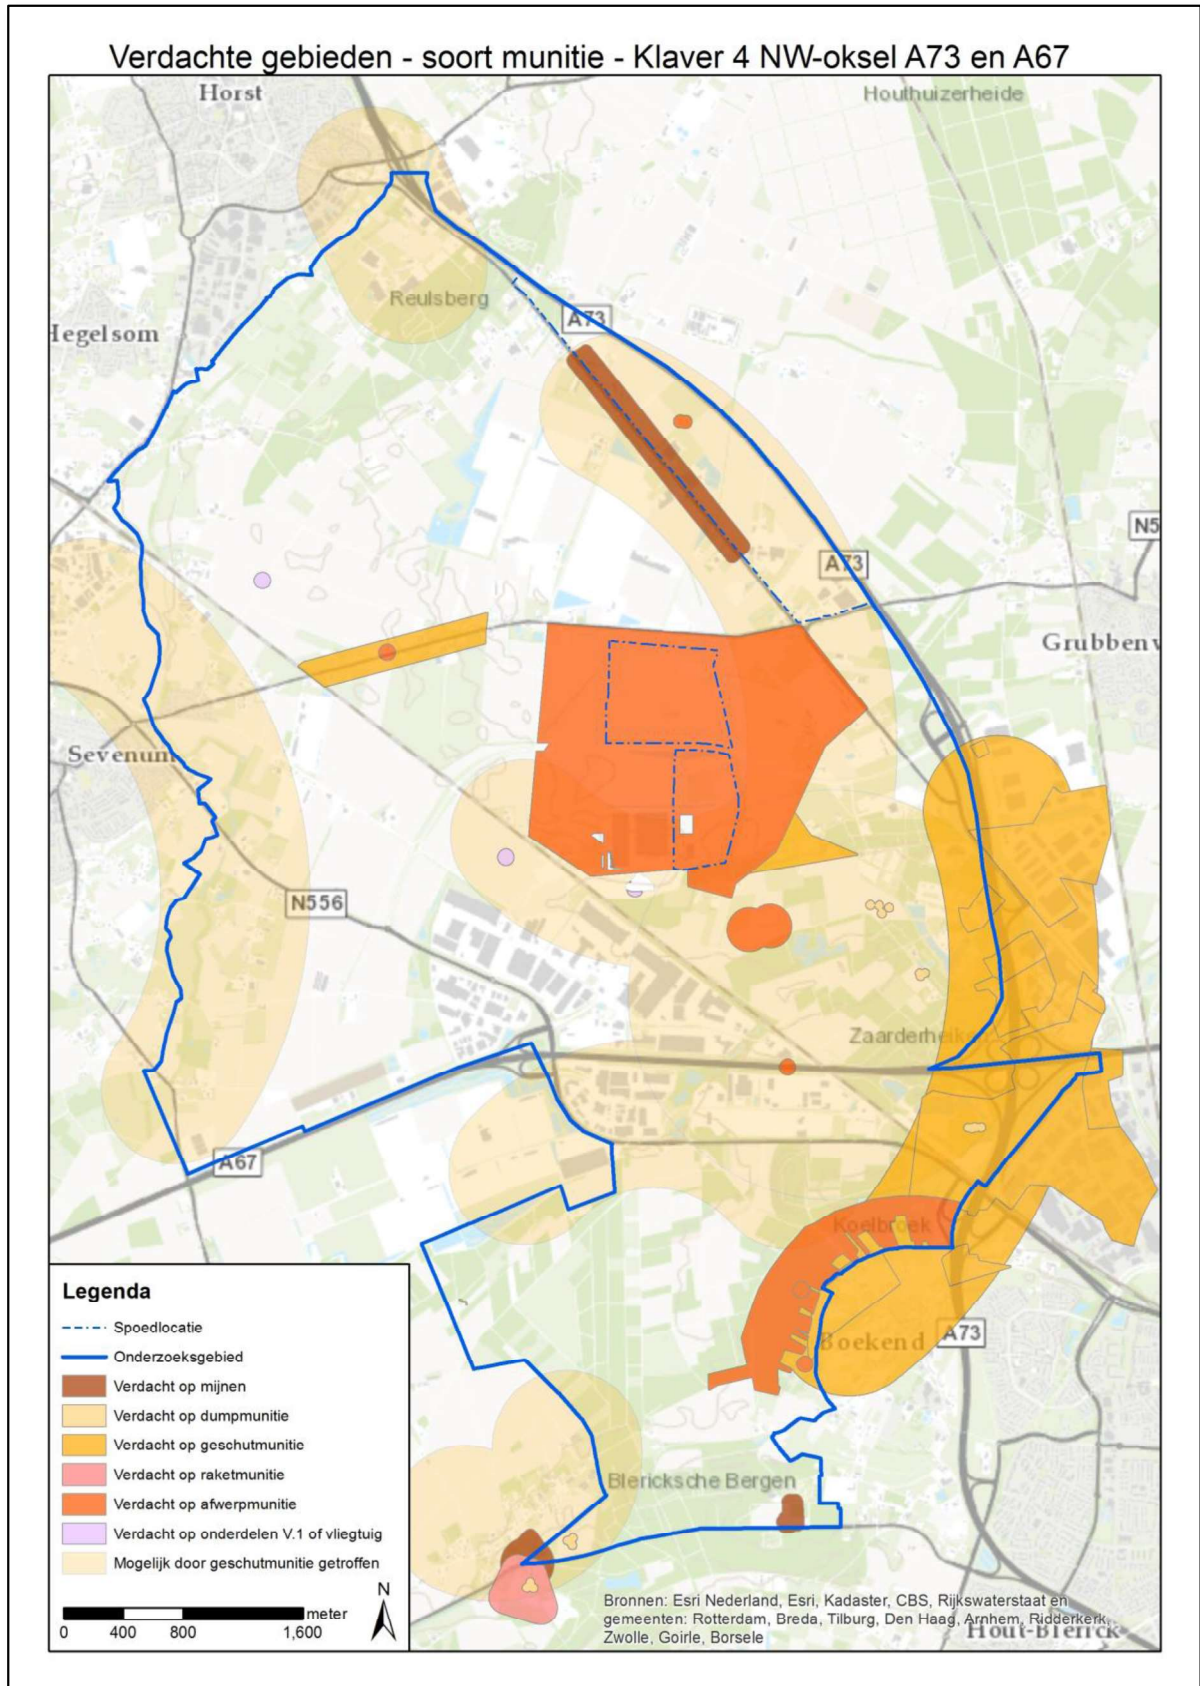 Verdachte gebieden - soort munitie - Klaver 4 NW-oksel A73 en A67
Horst
Houthuizerheide
Reulsberg
A73
Hegelsom
N5
A73
Grubbenv
Sevenum
N556
Zaarderheiken
A67
Koelbroek
Boekend
A73
Blericksche Bergen
Hout-Blerick
Legenda
Spoedlocatie
Onderzoeksgebied
Verdacht op mijnen
Verdacht op dumpmunitie
Verdacht op geschutmunitie
Verdacht op raketmunitie
Verdacht op afwerpmunitie
Verdacht op onderdelen V.1 of vliegtuig
Mogelijk door geschutmunitie getroffen
N
meter
0 400 800 1,600
Bronnen: Esri Nederland, Esri, Kadaster, CBS, Rijkswaterstaat en
gemeenten: Rotterdam, Breda, Tilburg, Den Haag, Arnhem, Ridderkerk,
Zwolle, Goirle, Borsele